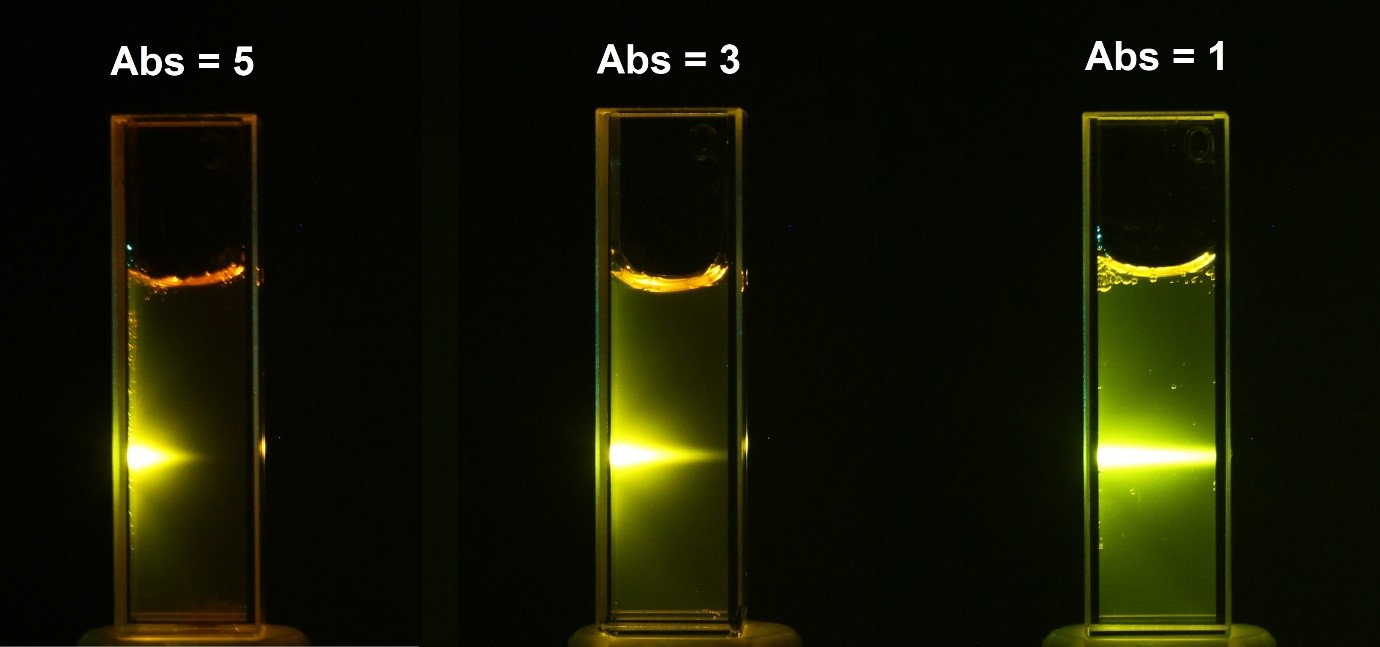 Abs = 5
Abs = 3
Abs = 1
Q